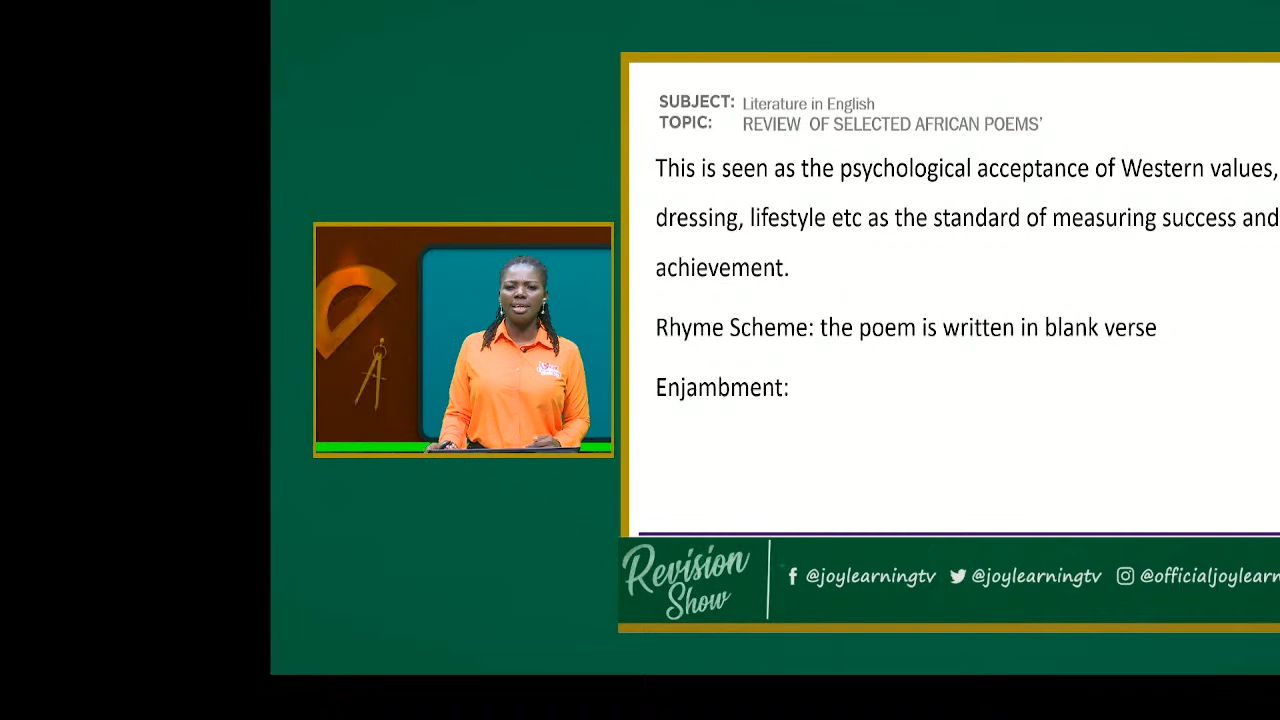 SUBJECT: Literature in English
TOPIC: REVIEW OF SELECTED AFRICAN POEMS'
This is seen as the psychological acceptance of Western values,
dressing, lifestyle etc as the standard of measuring success and
achievement.
Rhyme Scheme: the poem is written in blank verse
Enjambment:
Revision
Show
@joylearningtv @joylearningtv @officialjoylearn